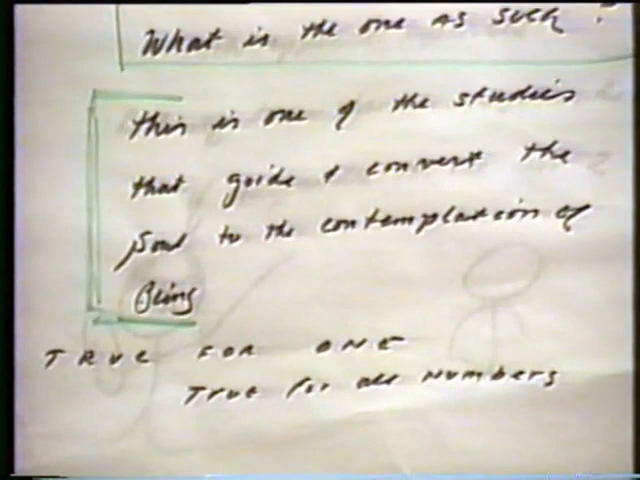 What is the one as such ?
this is one of the studies
that guide & convert the
soul to the contemplation of
Being
TRUE FOR ONE
True for all numbers